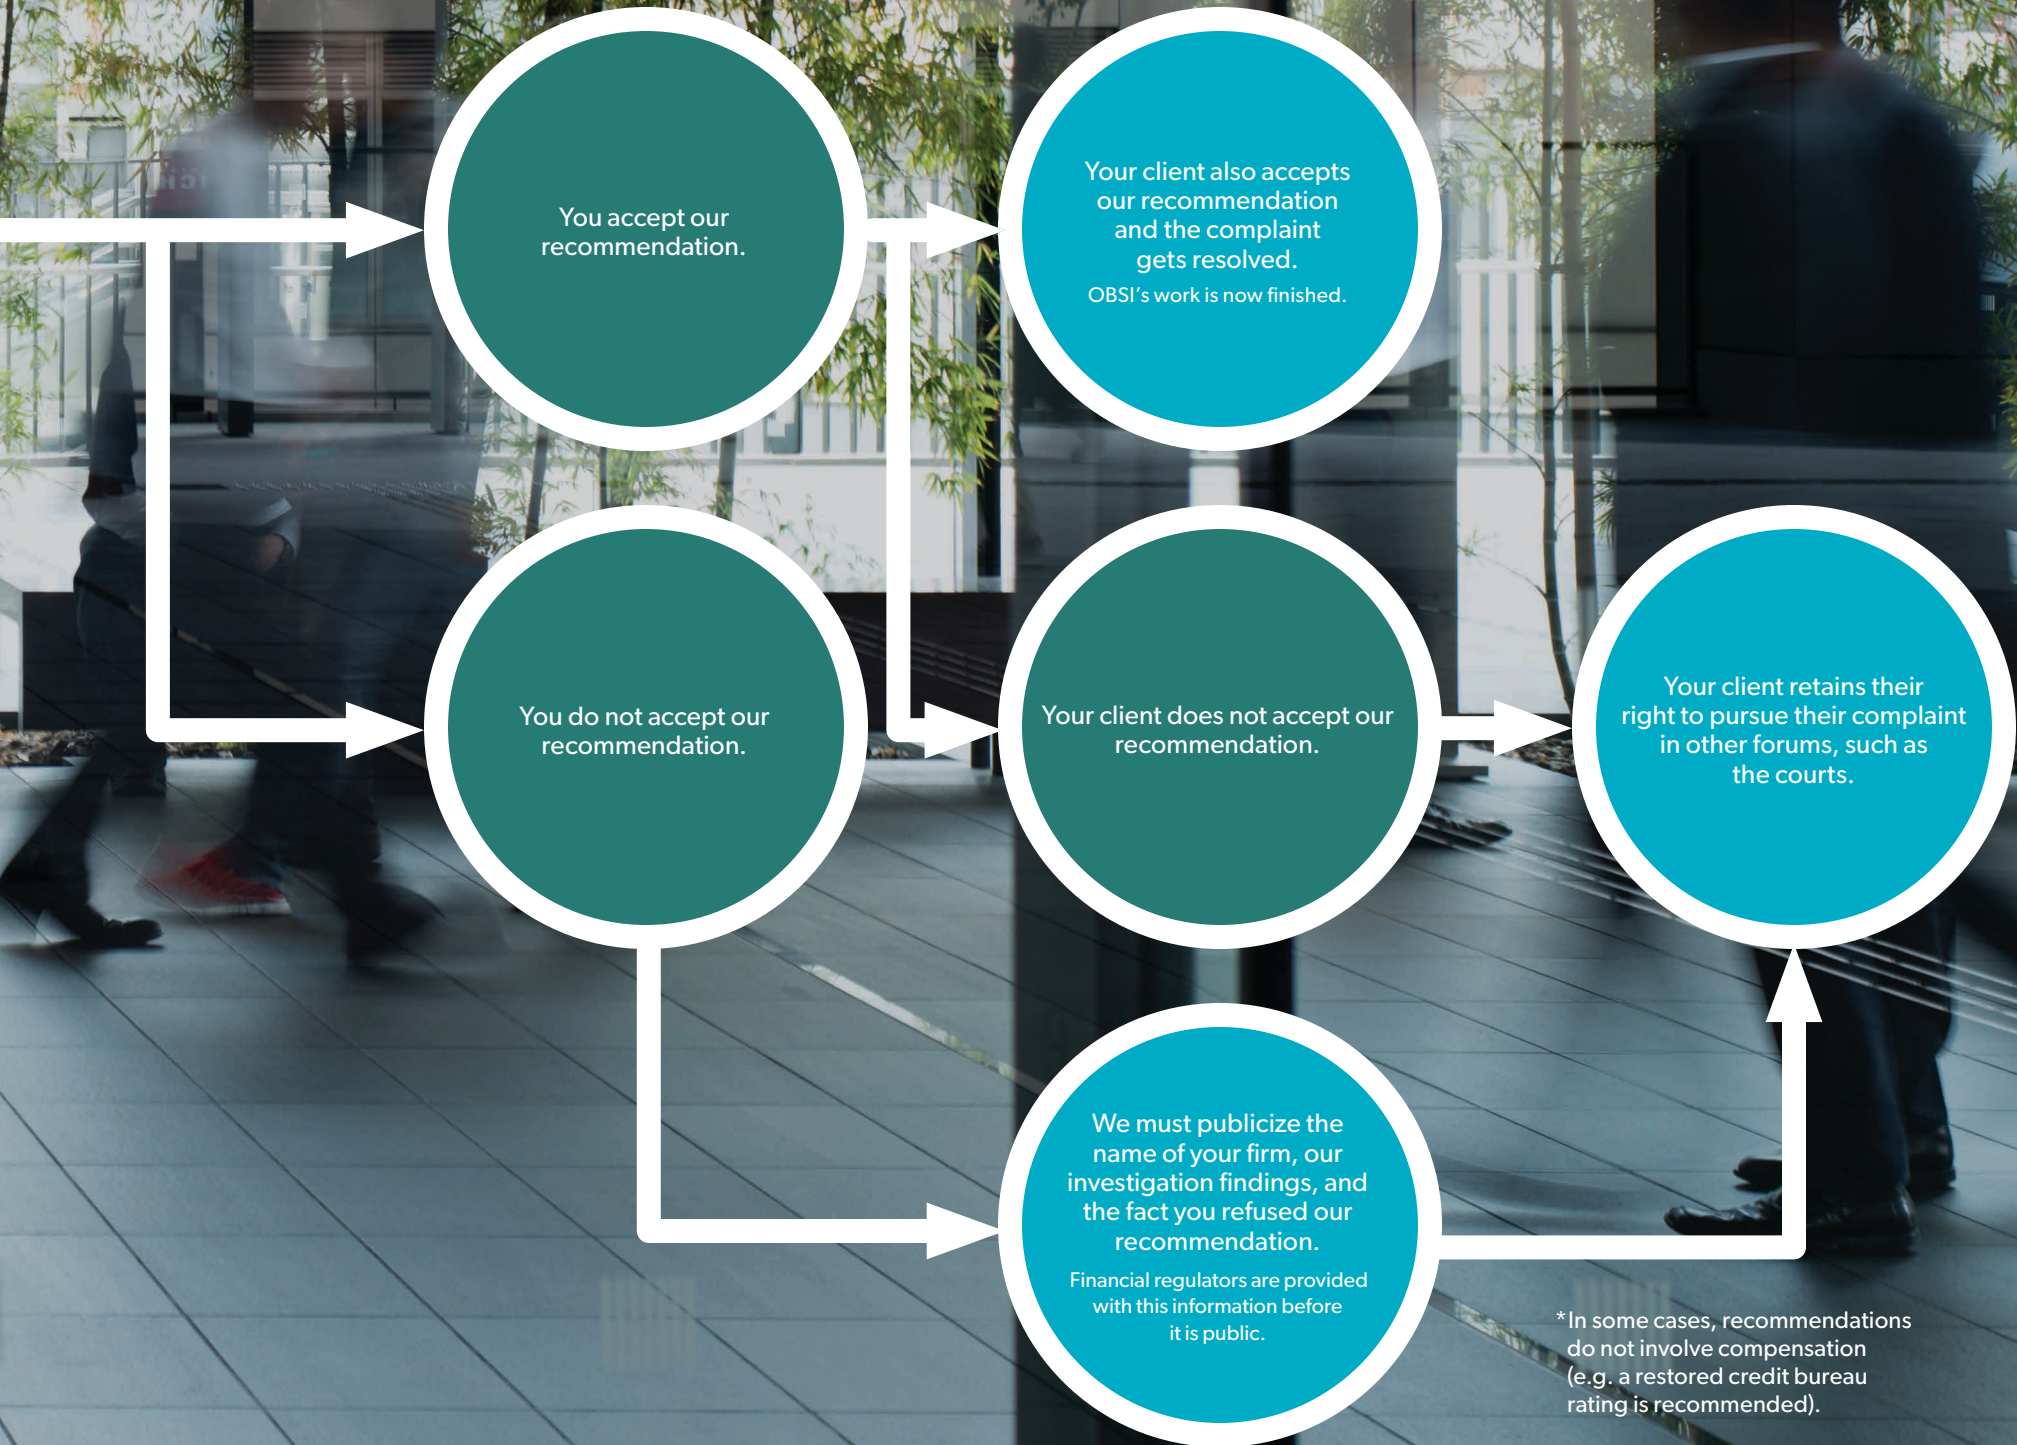 You accept our
recommendation.
Your client also accepts
our recommendation
and the complaint
gets resolved.
OBSI’s work is now finished.
You do not accept our
recommendation.
Your client does not accept our
recommendation.
Your client retains their
right to pursue their complaint
in other forums, such as
the courts.
We must publicize the
name of your firm, our
investigation findings, and
the fact you refused our
recommendation.
Financial regulators are provided
with this information before
it is public.
*In some cases, recommendations
do not involve compensation
(e.g. a restored credit bureau
rating is recommended).